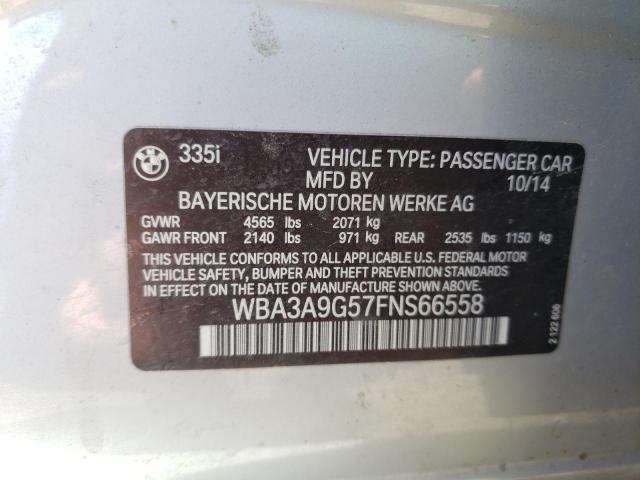 BMW
335i VEHICLE TYPE: PASSENGER CAR
MFD BY 10/14
BAYERISCHE MOTOREN WERKE AG
GVWR 4565 lbs 2071 kg
GAWR FRONT 2140 lbs 971 kg REAR 2535 lbs 1150 kg
THIS VEHICLE CONFORMS TO ALL APPLICABLE U.S. FEDERAL MOTOR
VEHICLE SAFETY, BUMPER AND THEFT PREVENTION STANDARDS IN
EFFECT ON THE DATE OF MANUFACTURE SHOWN ABOVE.
WBA3A9G57FNS66558
2 122 606